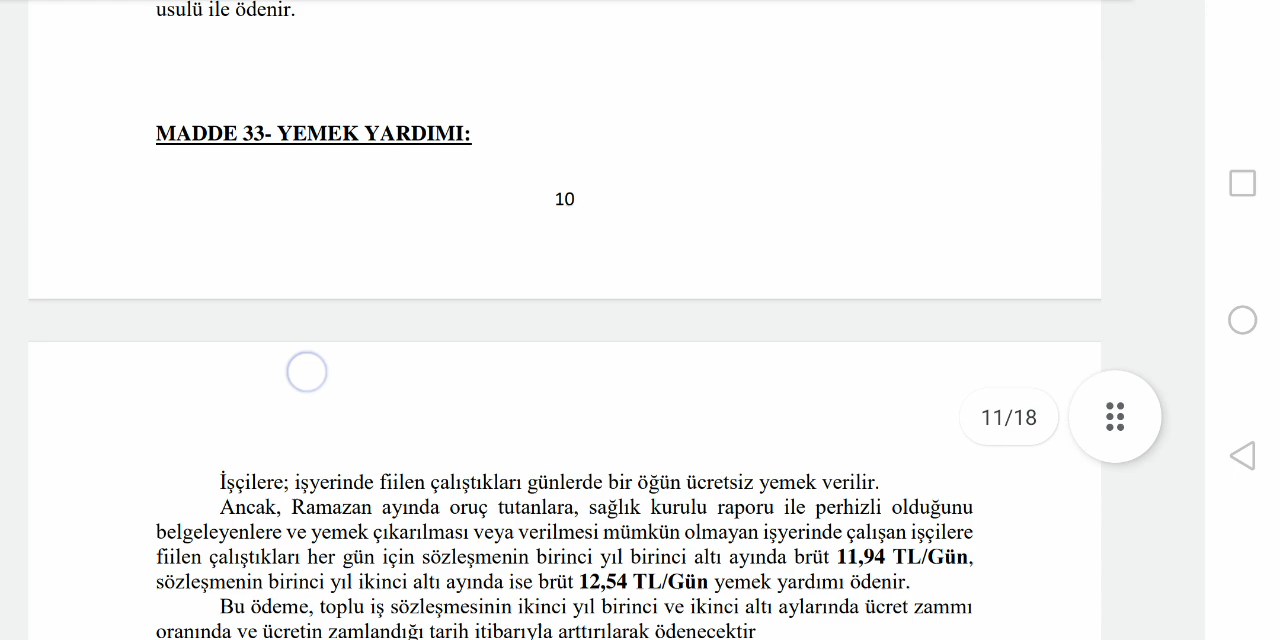 usulü ile ödenir.
MADDE 33- YEMEK YARDIMI:
10
11/18
İşçilere; işyerinde fiilen çalıştıkları günlerde bir öğün ücretsiz yemek verilir.
Ancak, Ramazan ayında oruç tutanlara, sağlık kurulu raporu ile perhizli olduğunu
belgeleyenlere ve yemek çıkarılması veya verilmesi mümkün olmayan işyerinde çalışan işçilere
fiilen çalıştıkları her gün için sözleşmenin birinci yıl birinci altı ayında brüt 11,94 TL/Gün,
sözleşmenin birinci yıl ikinci altı ayında ise brüt 12,54 TL/Gün yemek yardımı ödenir.
Bu ödeme, toplu iş sözleşmesinin ikinci yıl birinci ve ikinci altı aylarında ücret zammı
oranında ve ücretin zamlandığı tarih itibarıyla arttırılarak ödenecektir